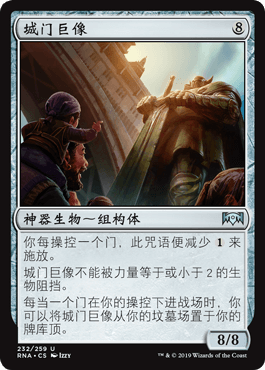 城门巨像 8
神器生物～组构体
你每操控一个门，此咒语便减少 1 来
施放。
城门巨像不能被力量等于或小于 2 的生
物阻挡。
每当一个门在你的操控下进战场时，你
可以将城门巨像从你的坟墓场置于你的
牌库顶。
8/8
232/259 U
RNA • CS Izzy
™ & © 2019 Wizards of the Coast